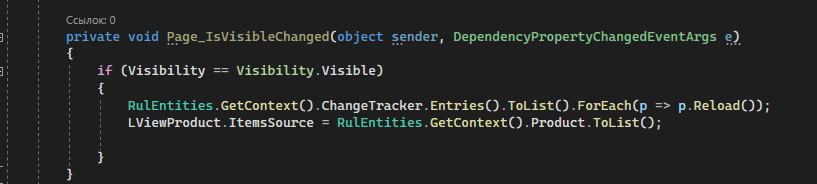 Ссылок: 0
private void Page_IsVisibleChanged(object sender, DependencyPropertyChangedEventArgs e)
{
if (Visibility == Visibility.Visible)
{
RulEntities.GetContext().ChangeTracker.Entries().ToList().ForEach(p => p.Reload());
LViewProduct.ItemsSource = RulEntities.GetContext().Product.ToList();
}
}